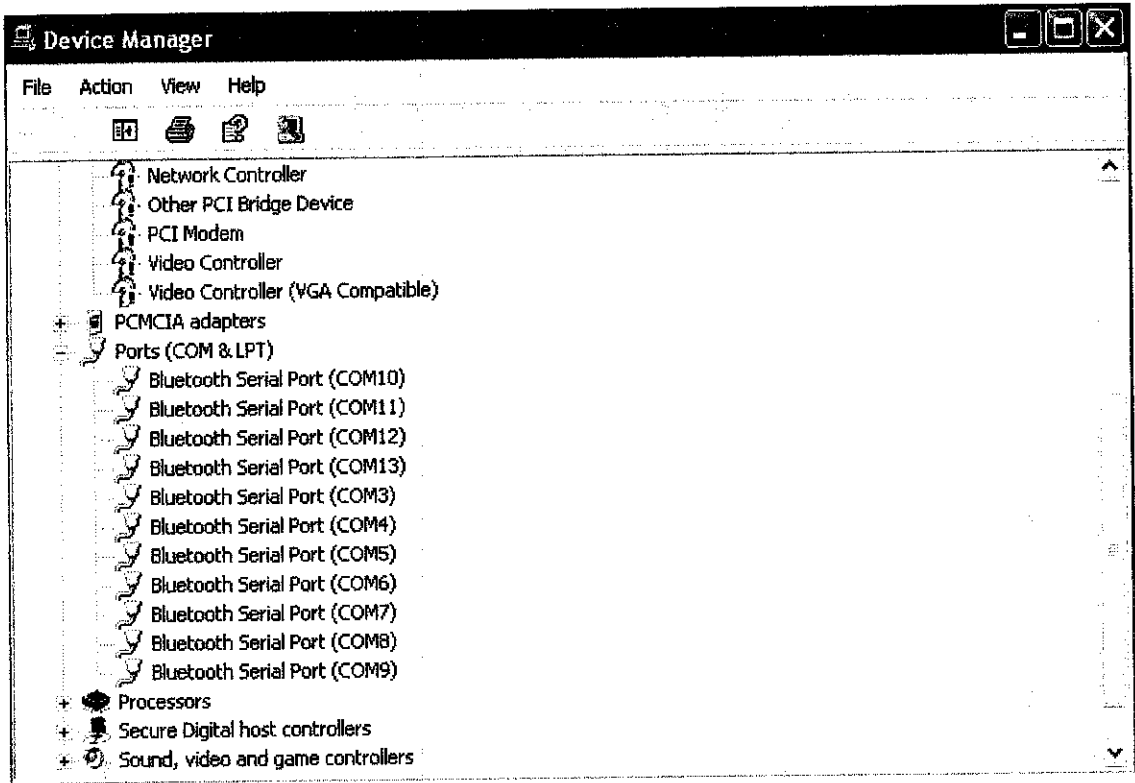 Device Manager
File Action View Help
Network Controller
Other PCI Bridge Device
PCI Modem
Video Controller
Video Controller (VGA Compatible)
PCMCIA adapters
Ports (COM & LPT)
Bluetooth Serial Port (COM10)
Bluetooth Serial Port (COM11)
Bluetooth Serial Port (COM12)
Bluetooth Serial Port (COM13)
Bluetooth Serial Port (COM3)
Bluetooth Serial Port (COM4)
Bluetooth Serial Port (COM5)
Bluetooth Serial Port (COM6)
Bluetooth Serial Port (COM7)
Bluetooth Serial Port (COM8)
Bluetooth Serial Port (COM9)
Processors
Secure Digital host controllers
Sound, video and game controllers